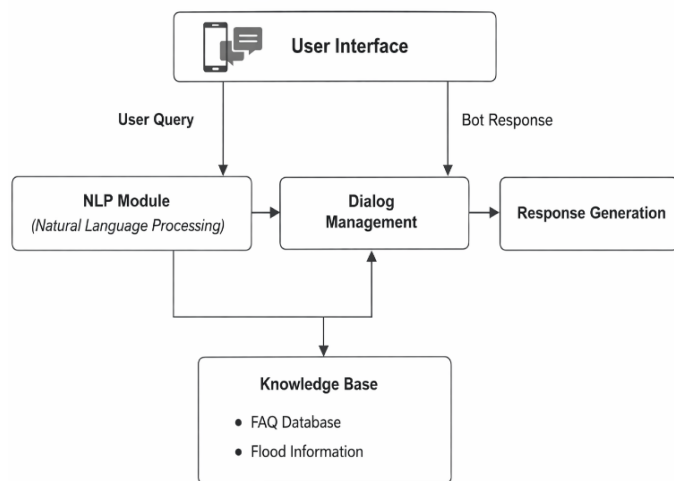 User Interface
User Query
Bot Response
NLP Module
(Natural Language Processing)
Dialog
Management
Response Generation
Knowledge Base
• FAQ Database
• Flood Information